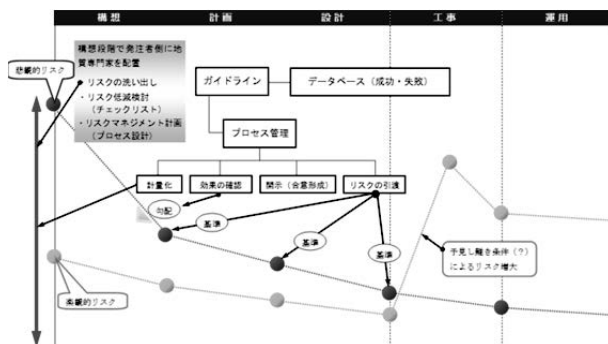 構想 計画 設計 工事 運用
構想段階で発注者側に地
質専門家を配置
・リスクの洗い出し
・リスク低減検討
（チェックリスト）
・リスクマネジメント計画
（プロセス設計）
悲観的リスク
ガイドライン
データベース（成功・失敗）
プロセス管理
計量化
効果の確認
開示（合意形成）
リスクの引渡
勾配
基準
基準
基準
予見し難き条件（？）
によるリスク増大
楽観的リスク